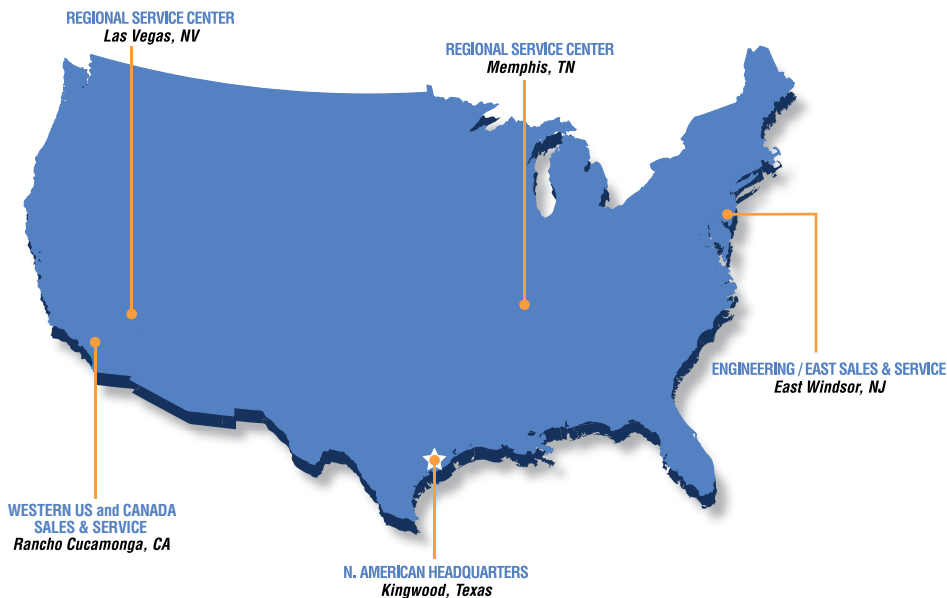 REGIONAL SERVICE CENTER
Las Vegas, NV
REGIONAL SERVICE CENTER
Memphis, TN
ENGINEERING / EAST SALES & SERVICE
East Windsor, NJ
WESTERN US and CANADA
SALES & SERVICE
Rancho Cucamonga, CA
N. AMERICAN HEADQUARTERS
Kingwood, Texas